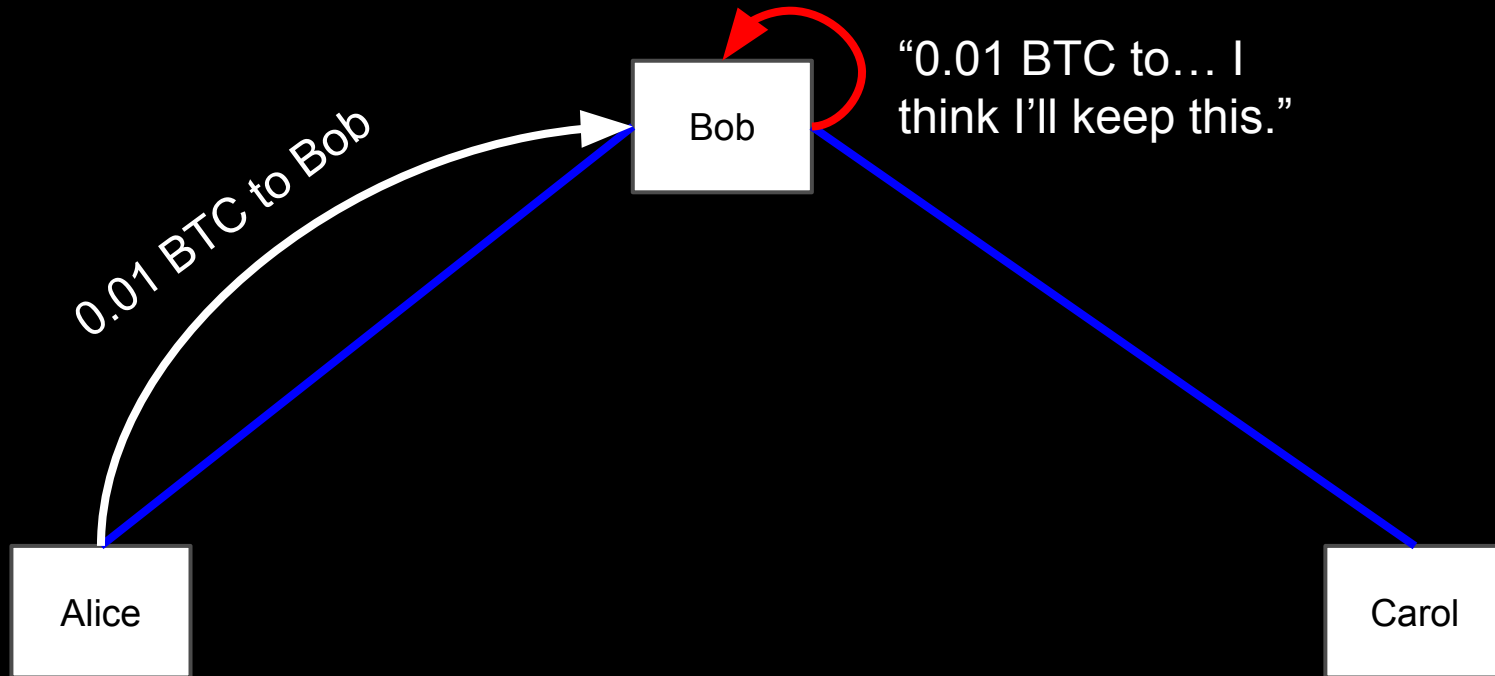 “0.01 BTC to… I
think I’ll keep this.”
Bob
0.01 BTC to Bob
Alice
Carol